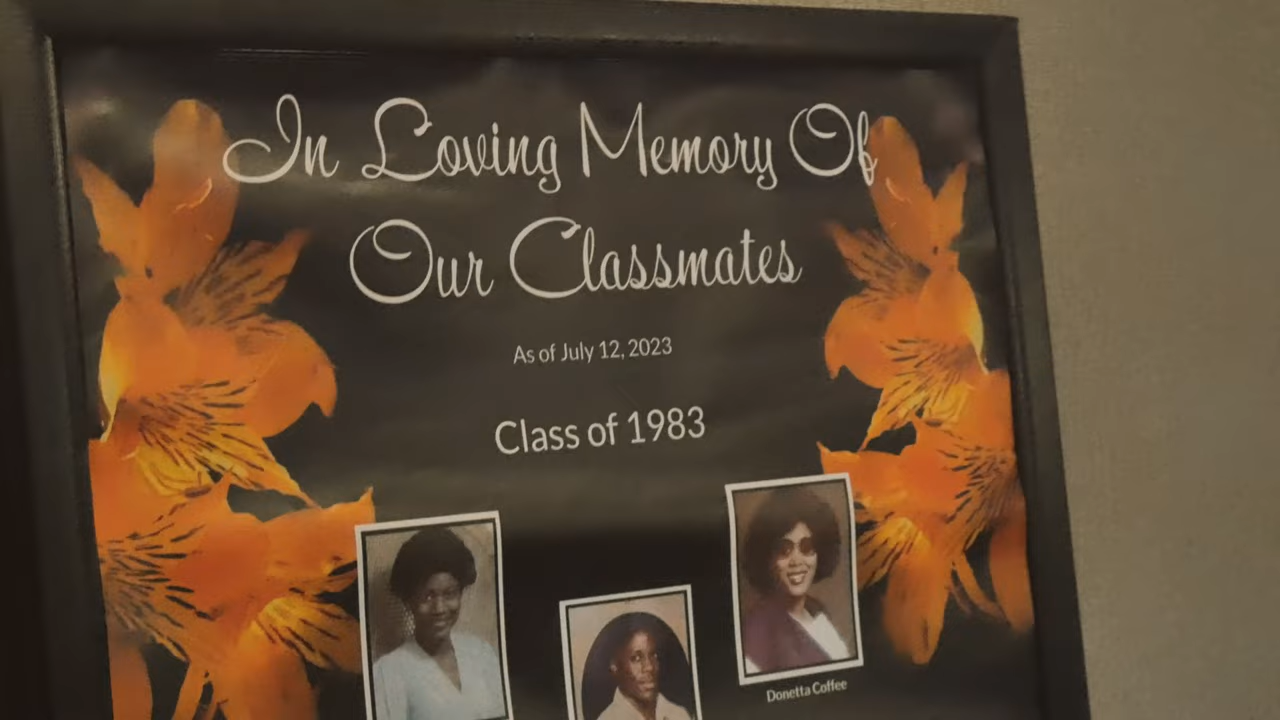 In Loving Memory Of
Our Classmates
As of July 12, 2023
Class of 1983
Donetta Coffee